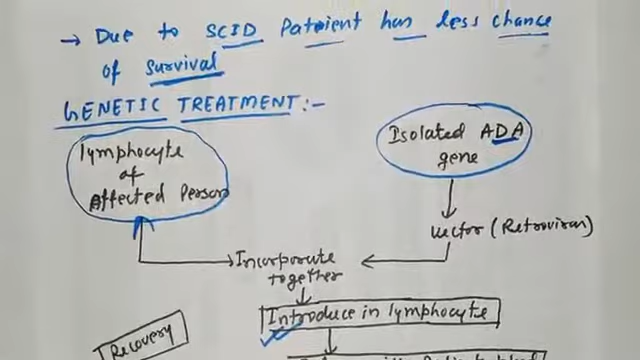 → Due to SCID Patient has less chance
of survival
GENETIC TREATMENT:-
lymphocyte
of
Affected Person
Isolated ADA
gene
Vector (Retrovirus)
Incorporate
together
Introduce in lymphocyte
Recovery